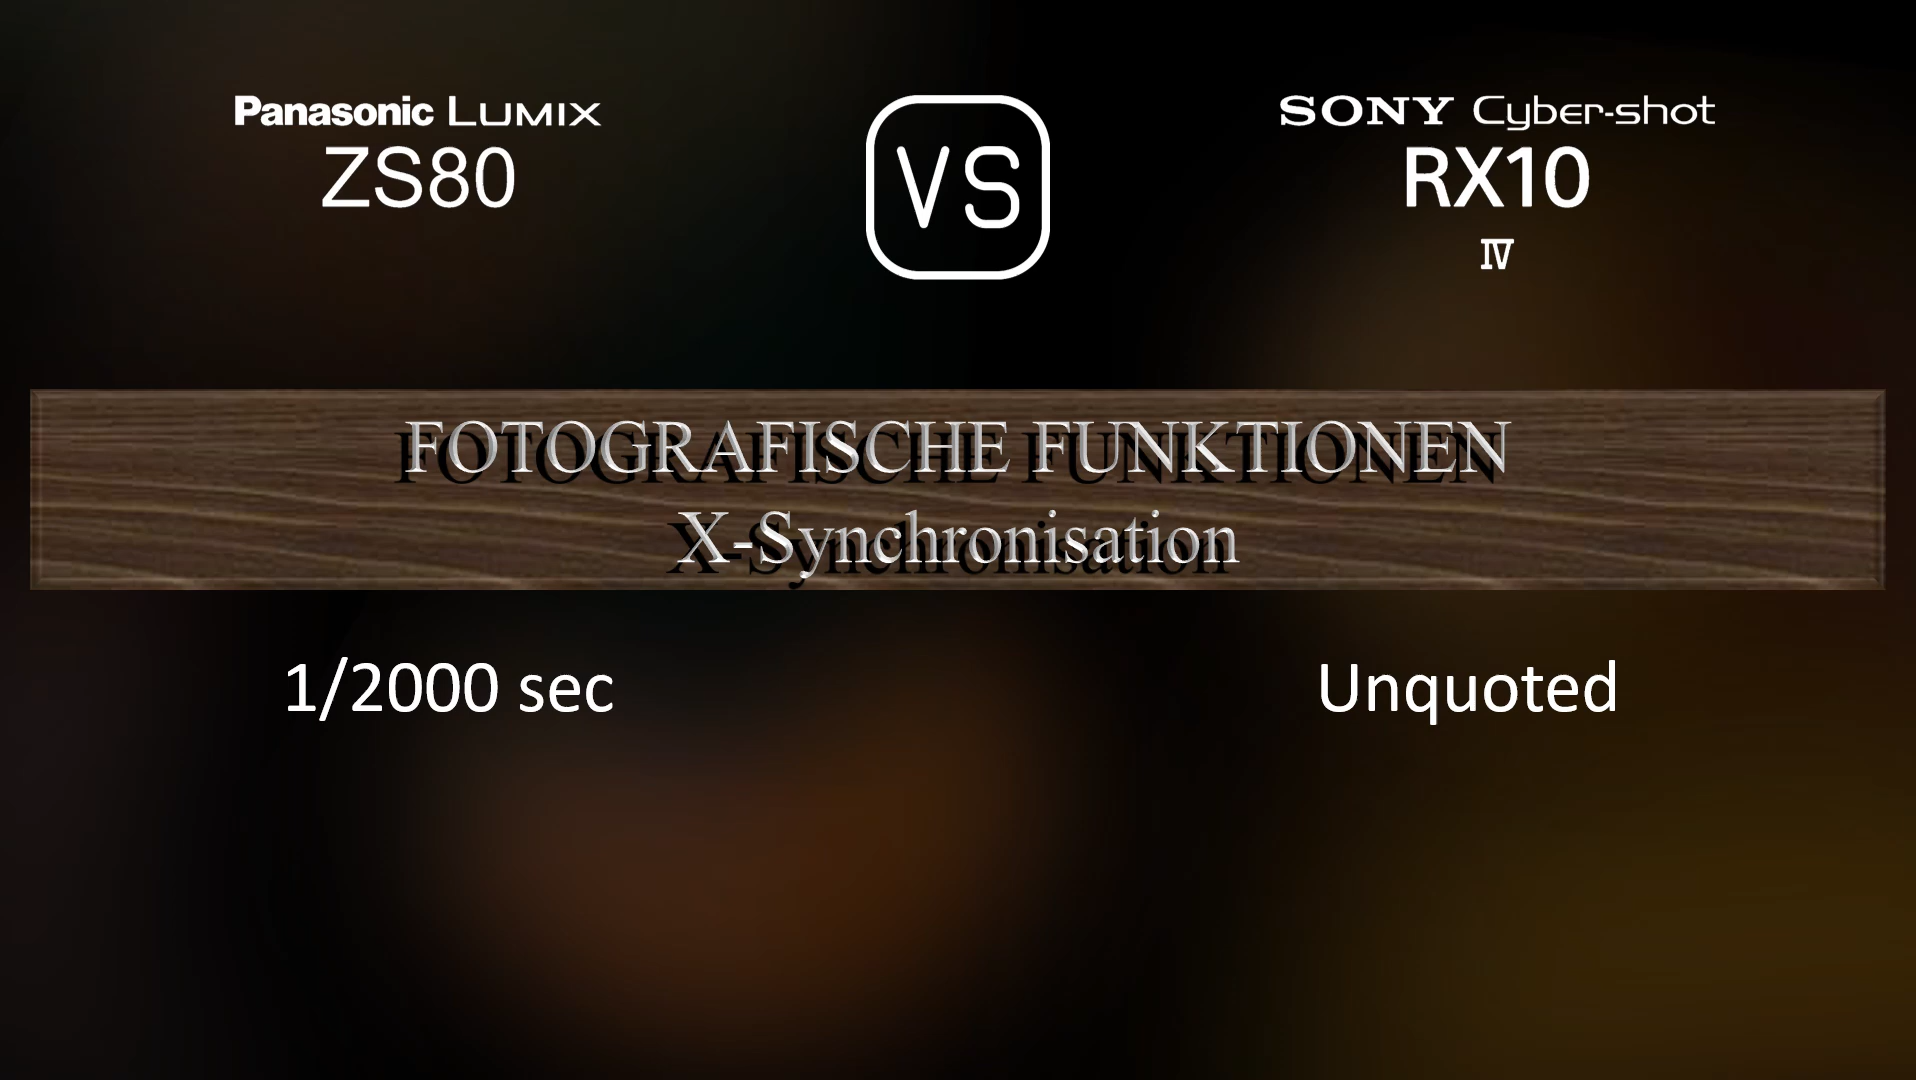 Panasonic LUMIX
ZS80
VS
SONY Cyber-shot
RX10
IV
FOTOGRAFISCHE FUNKTIONEN
X-Synchronisation
1/2000 sec
Unquoted